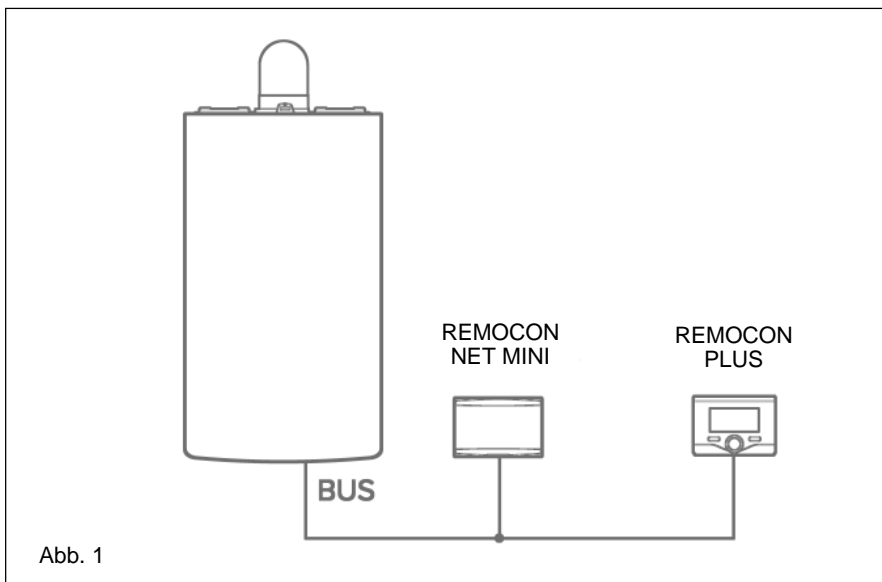 REMOCON
NET MINI
REMOCON
PLUS
BUS
Abb. 1